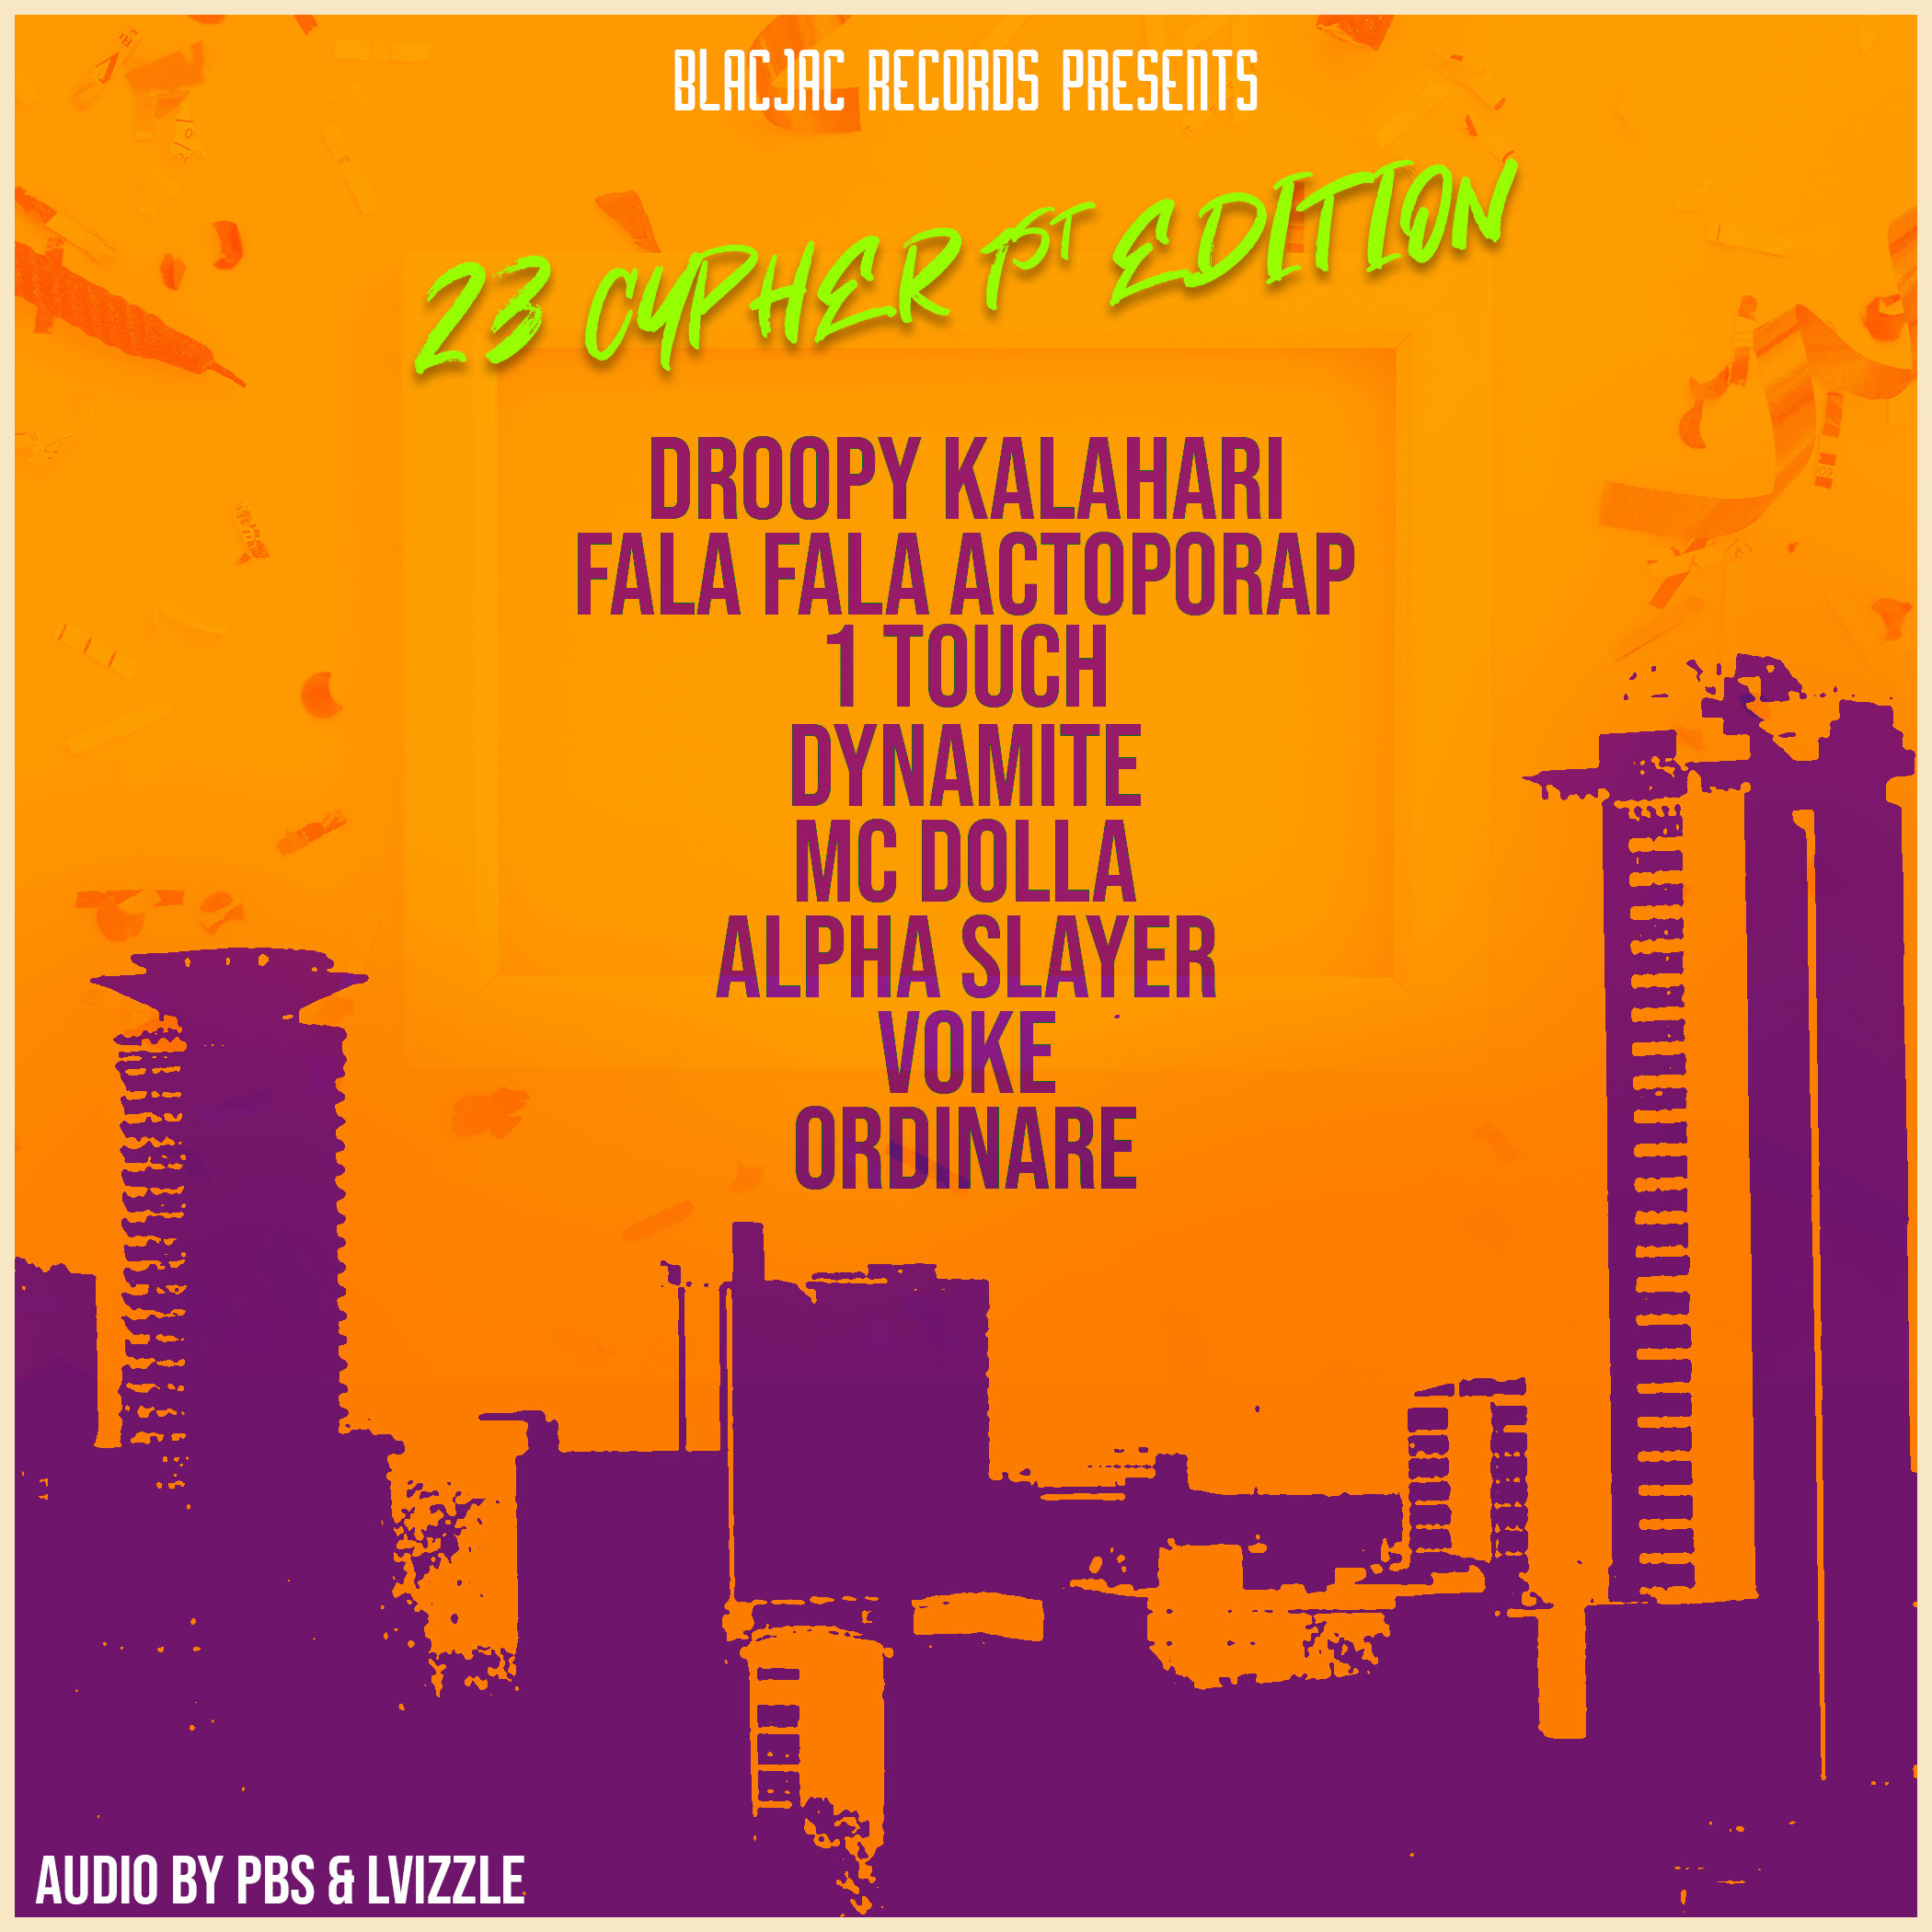 BLACJAC RECORDS PRESENTS
23 CYPHER 1ST EDITION
DROOPY KALAHARI
FALA FALA ACTOPORAP
1 TOUCH
DYNAMITE
MC DOLLA
ALPHA SLAYER
VOKE
ORDINARE
AUDIO BY PBS & LVIZZLE